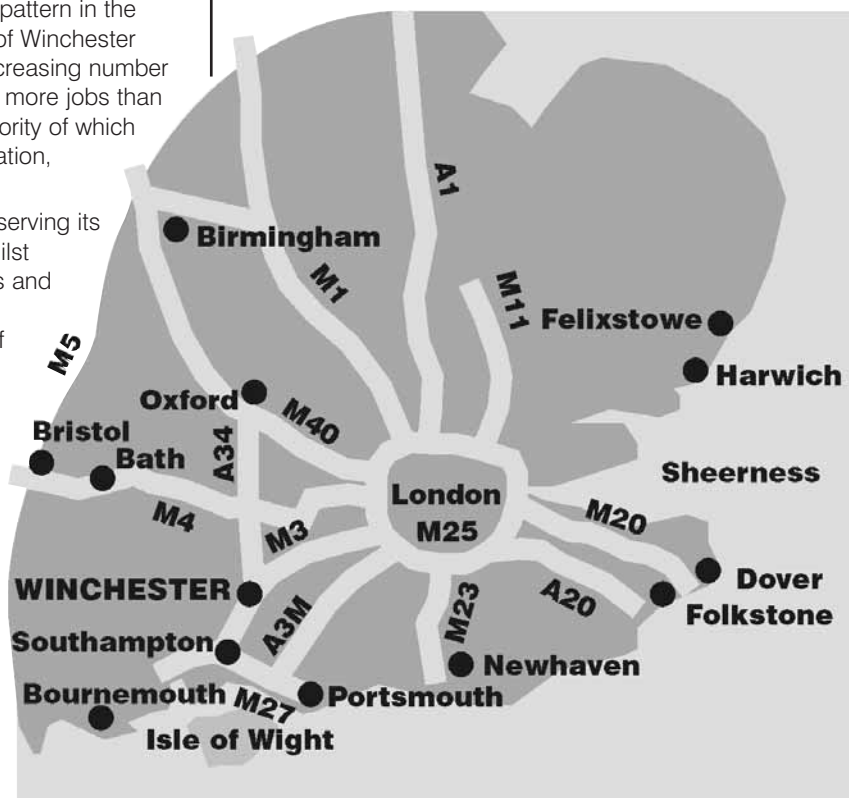 pattern in the
of Winchester
creasing number
more jobs than
ority of which
ation,
serving its
ilst
s and
f
A1
Birmingham
M1
M11
Felixstowe
M5
Harwich
Oxford
M40
Bristol
A34
Bath
Sheerness
London
M25
M4
M3
M20
WINCHESTER
A3M
M23
A20
Dover
Folkstone
Southampton
Newhaven
Bournemouth
M27
Portsmouth
Isle of Wight